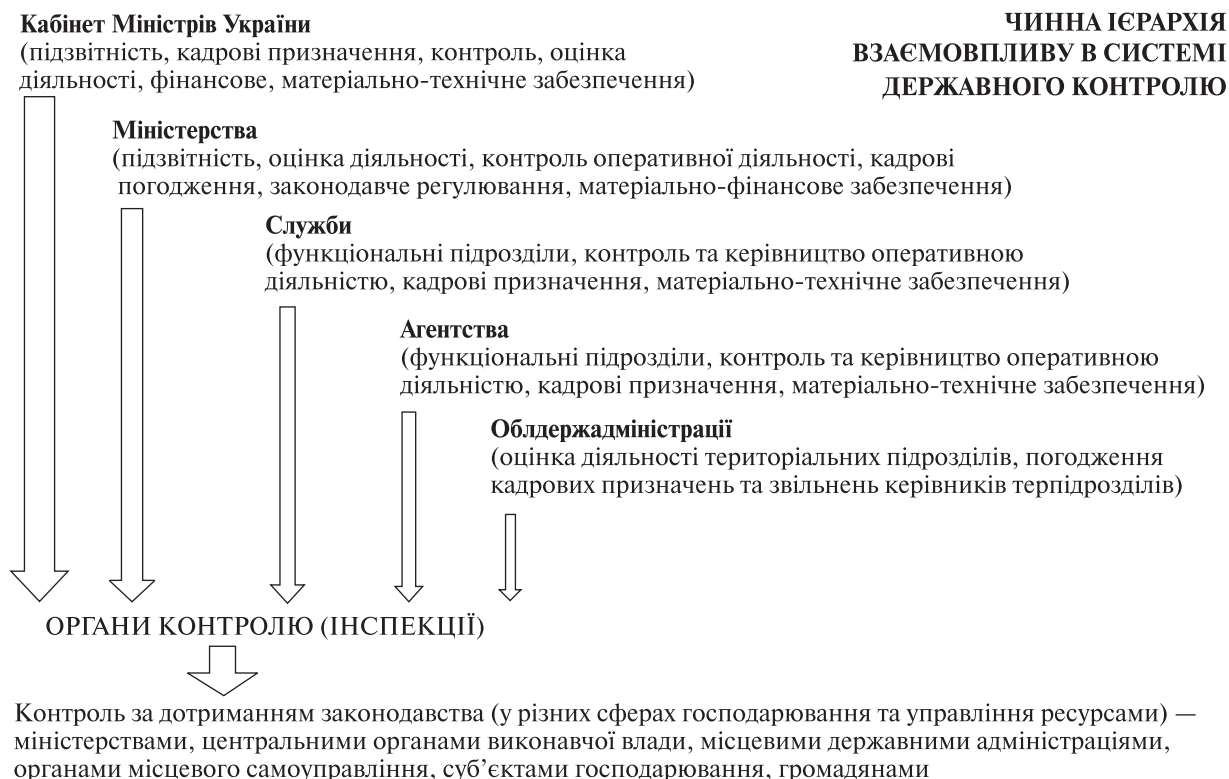 ЧИННА ІЄРАРХІЯ
ВЗАЄМОВПЛИВУ В СИСТЕМІ
ДЕРЖАВНОГО КОНТРОЛЮ
Кабінет Міністрів України
(підзвітність, кадрові призначення, контроль, оцінка
діяльності, фінансове, матеріально-технічне забезпечення)
Міністерства
(підзвітність, оцінка діяльності, контроль оперативної діяльності, кадрові
погодження, законодавче регулювання, матеріально-фінансове забезпечення)
Служби
(функціональні підрозділи, контроль та керівництво оперативною
діяльністю, кадрові призначення, матеріально-технічне забезпечення)
Агентства
(функціональні підрозділи, контроль та керівництво оперативною
діяльністю, кадрові призначення, матеріально-технічне забезпечення)
Облдержадміністрації
(оцінка діяльності територіальних підрозділів, погодження
кадрових призначень та звільнень керівників терпідрозділів)
ОРГАНИ КОНТРОЛЮ (ІНСПЕКЦІЇ)
Контроль за дотриманням законодавства (у різних сферах господарювання та управління ресурсами) —
міністерствами, центральними органами виконавчої влади, місцевими державними адміністраціями,
органами місцевого самоуправління, суб’єктами господарювання, громадянами